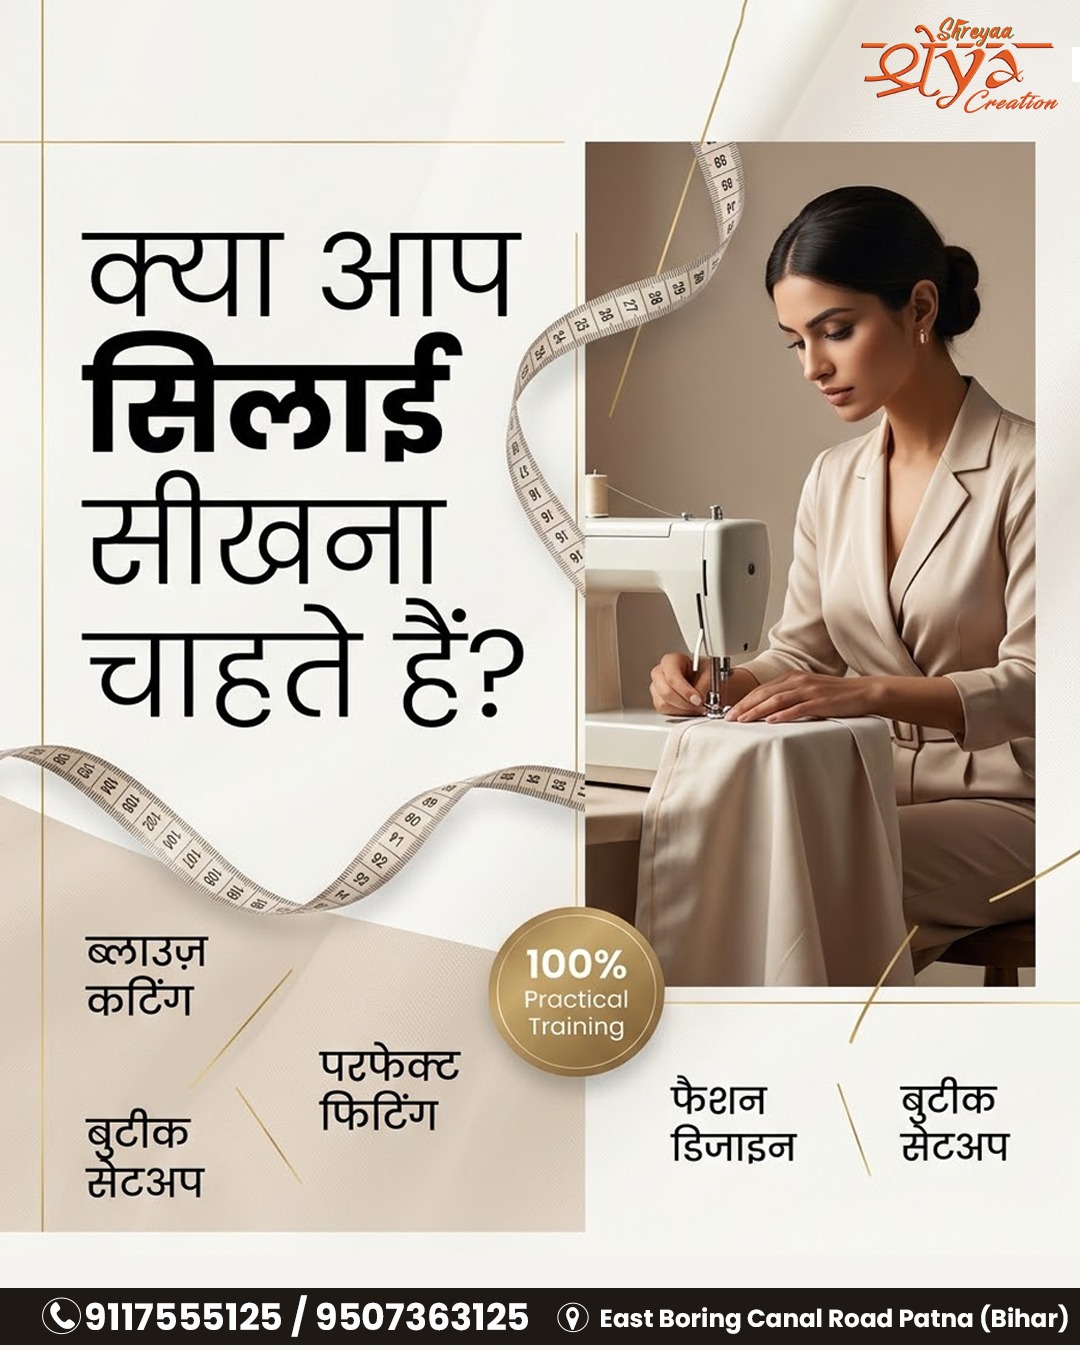 Shreyaa
श्रेया
Creation
क्या आप
सिलाई
सीखना
चाहते हैं?
ब्लाउज़
कटिंग
परफेक्ट
फिटिंग
बुटीक
सेटअप
100%
Practical
Training
फैशन
डिजाइन
बुटीक
सेटअप
9117555125 / 9507363125
East Boring Canal Road Patna (Bihar)